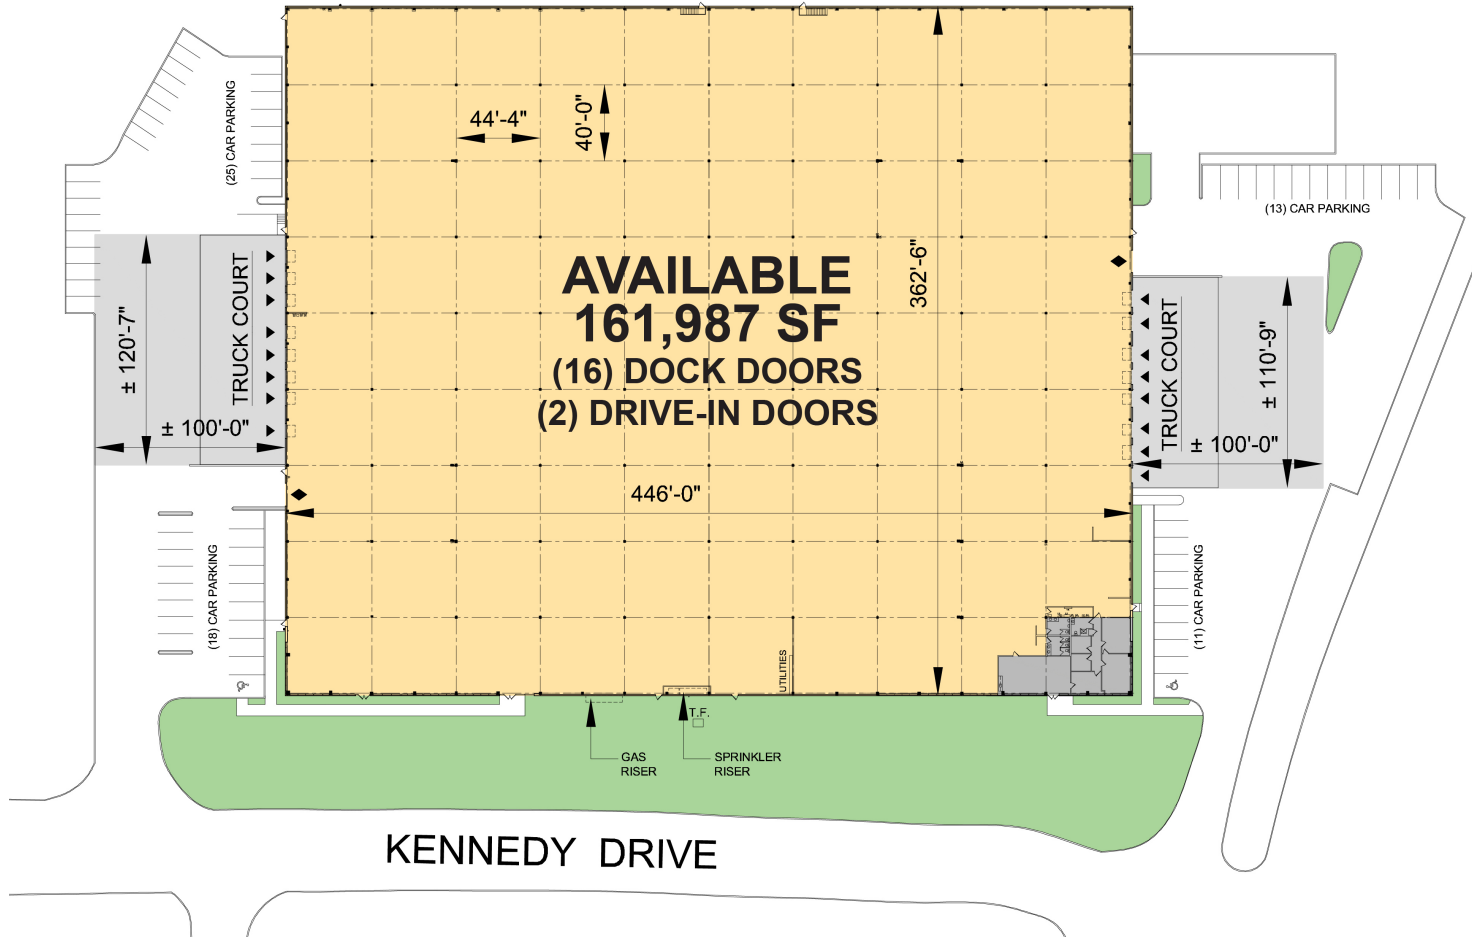 (25) CAR PARKING
44'-4"
40'-0"
362'-6"
(13) CAR PARKING
AVAILABLE
161,987 SF
(16) DOCK DOORS
(2) DRIVE-IN DOORS
TRUCK COURT
± 120'-7"
± 100'-0"
TRUCK COURT
± 110'-9"
± 100'-0"
446'-0"
(18) CAR PARKING
(11) CAR PARKING
UTILITIES
T.F.
GAS
RISER
SPRINKLER
RISER
KENNEDY DRIVE